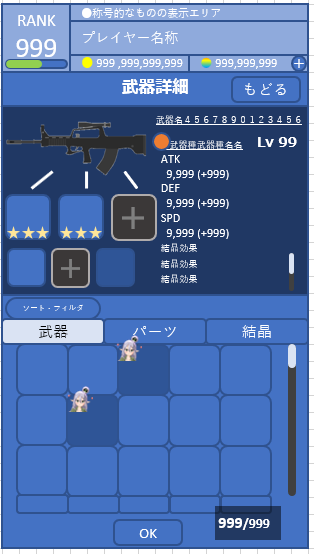 RANK
999
●称号的なものの表示エリア
プレイヤー名称
999 ,999,999,999
999,999,999
+
武器詳細
もどる
武器名4 5 6 7 8 9 0 1 2 3 4 5 6
武器種武器種名名
Lv 99
ATK
9,999 (+999)
DEF
9,999 (+999)
SPD
9,999 (+999)
結晶効果
結晶効果
結晶効果
★★★
★★★
+
+
ソート・フィルタ
武器
パーツ
結晶
999/999
OK